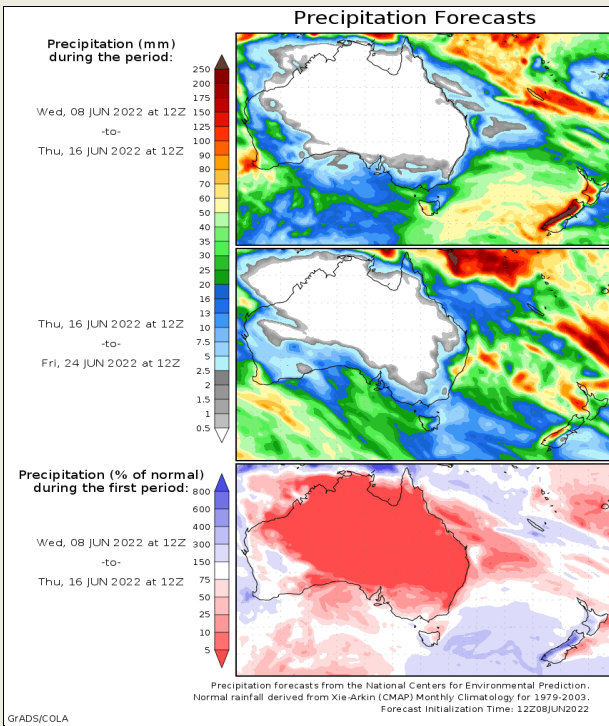 Precipitation Forecasts
Precipitation (mm)
during the period:
Wed, 08 JUN 2022 at 12Z
-to-
Thu, 16 JUN 2022 at 12Z
250
200
175
150
125
100
90
80
70
60
50
40
35
30
25
20
16
13
10
7.5
5
2.5
2
1.5
1
0.5
Thu, 16 JUN 2022 at 12Z
-to-
Fri, 24 JUN 2022 at 12Z
Precipitation (% of normal)
during the first period:
Wed, 08 JUN 2022 at 12Z
-to-
Thu, 16 JUN 2022 at 12Z
800
600
400
300
150
75
50
25
10
5
Precipitation forecasts from the National Centers for Environmental Prediction.
Normal rainfall derived from Xie-Arkin (CMAP) Monthly Climatology for 1979-2003.
Forecast Initialization Time: 12Z08JUN2022
GrADS/COLA